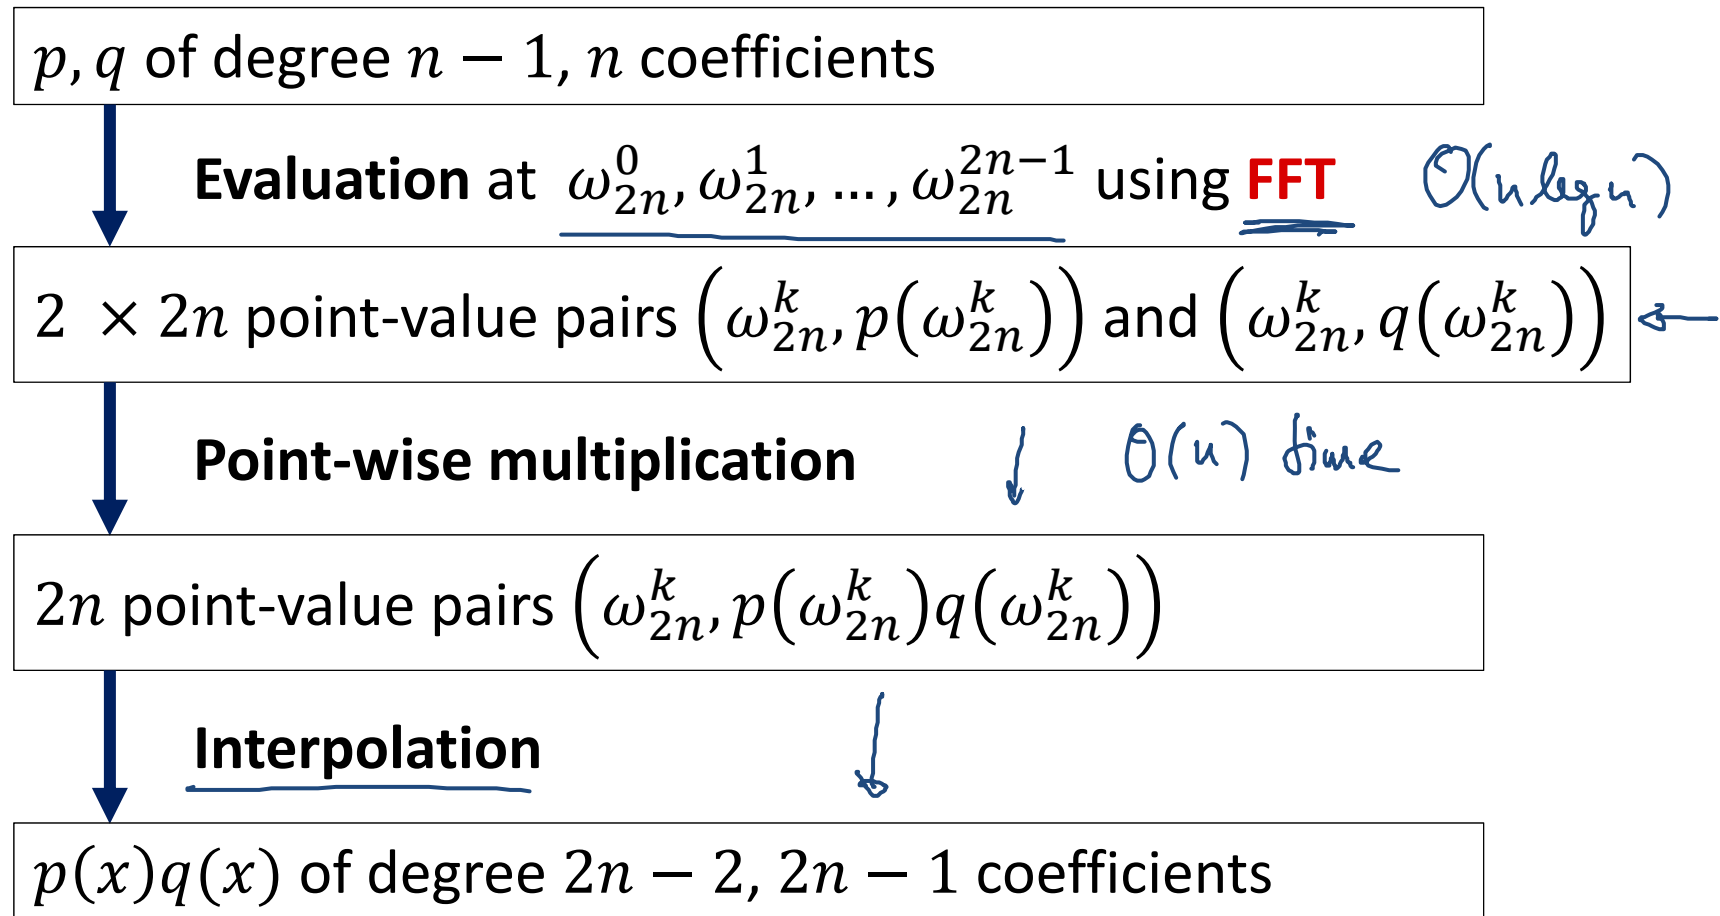 p, q of degree n − 1, n coefficients
Evaluation at ω_{2n}^{0}, ω_{2n}^{1}, … , ω_{2n}^{2n−1} using FFT O(n log n)
2 × 2n point-value pairs (ω_{2n}^{k}, p(ω_{2n}^{k})) and (ω_{2n}^{k}, q(ω_{2n}^{k}))
Point-wise multiplication O(n) time
2n point-value pairs (ω_{2n}^{k}, p(ω_{2n}^{k})q(ω_{2n}^{k}))
Interpolation
p(x)q(x) of degree 2n − 2, 2n − 1 coefficients